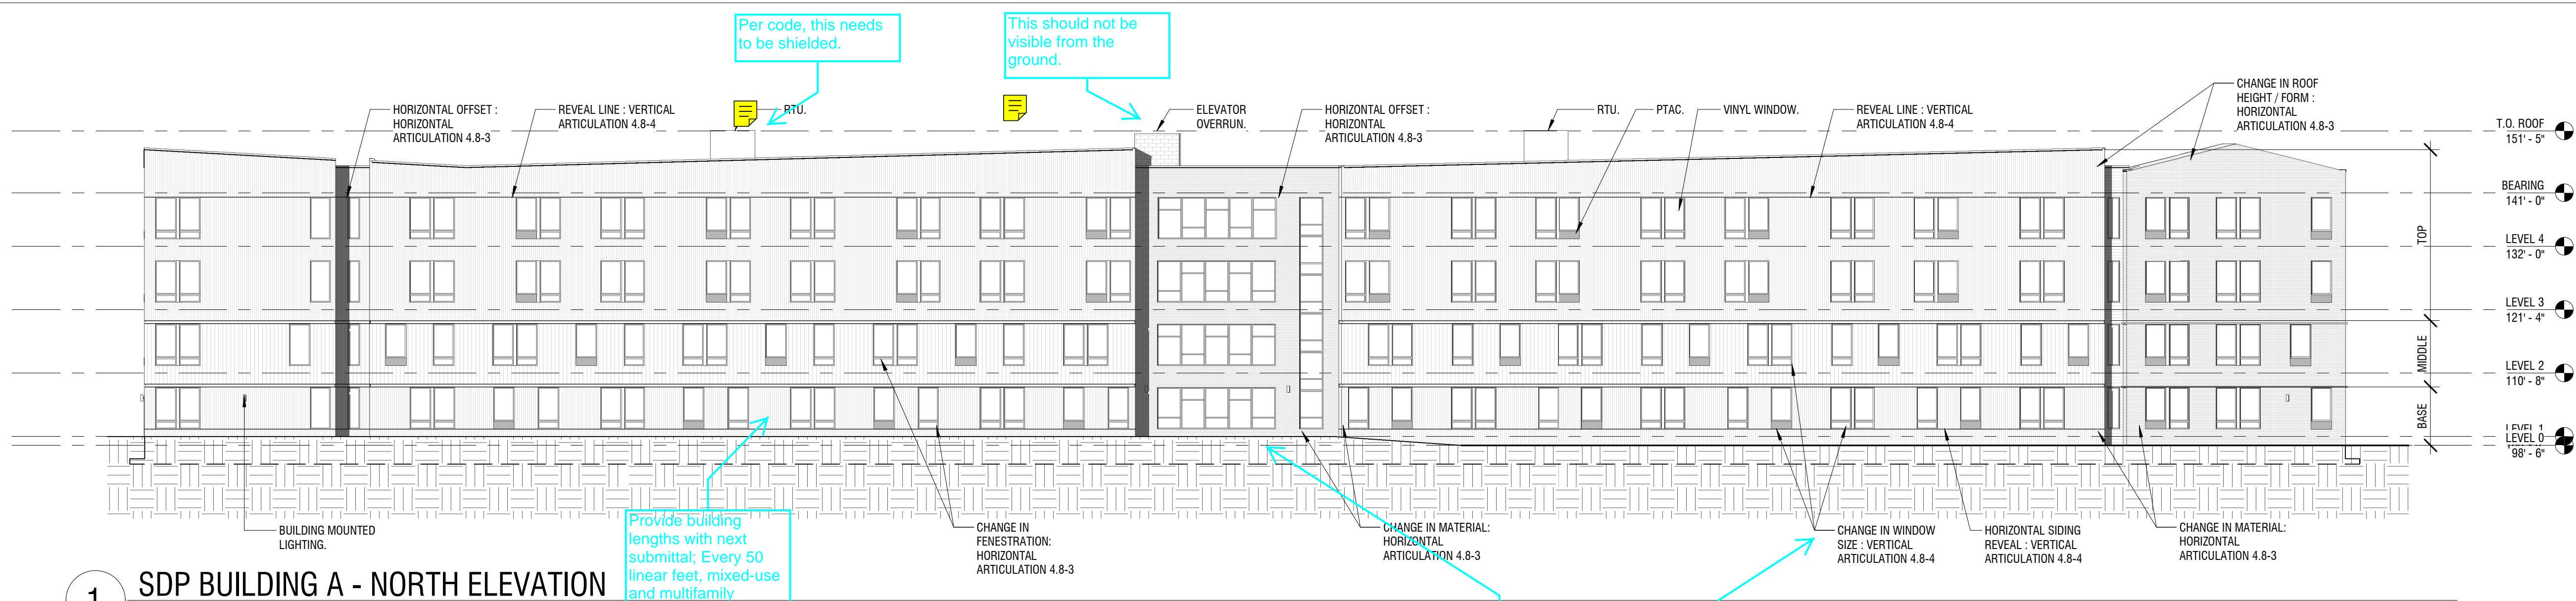 Per code, this needs
to be shielded.
This should not be
visible from the
ground.
HORIZONTAL OFFSET :
HORIZONTAL
ARTICULATION 4.8-3
REVEAL LINE : VERTICAL
ARTICULATION 4.8-4
RTU.
ELEVATOR
OVERRUN.
HORIZONTAL OFFSET :
HORIZONTAL
ARTICULATION 4.8-3
RTU.
PTAC.
VINYL WINDOW.
REVEAL LINE : VERTICAL
ARTICULATION 4.8-4
CHANGE IN ROOF
HEIGHT / FORM :
HORIZONTAL
ARTICULATION 4.8-3
T.O. ROOF
151' - 5"
BEARING
141' - 0"
LEVEL 4
132' - 0"
LEVEL 3
121' - 4"
LEVEL 2
110' - 8"
LEVEL 1
LEVEL 0
98' - 6"
TOP
MIDDLE
BASE
BUILDING MOUNTED
LIGHTING.
Provide building
lengths with next
submittal; Every 50
linear feet, mixed-use
and multifamily
CHANGE IN
FENESTRATION:
HORIZONTAL
ARTICULATION 4.8-3
CHANGE IN MATERIAL:
HORIZONTAL
ARTICULATION 4.8-3
CHANGE IN WINDOW
SIZE : VERTICAL
ARTICULATION 4.8-4
HORIZONTAL SIDING
REVEAL : VERTICAL
ARTICULATION 4.8-4
CHANGE IN MATERIAL:
HORIZONTAL
ARTICULATION 4.8-3
1
SDP BUILDING A - NORTH ELEVATION